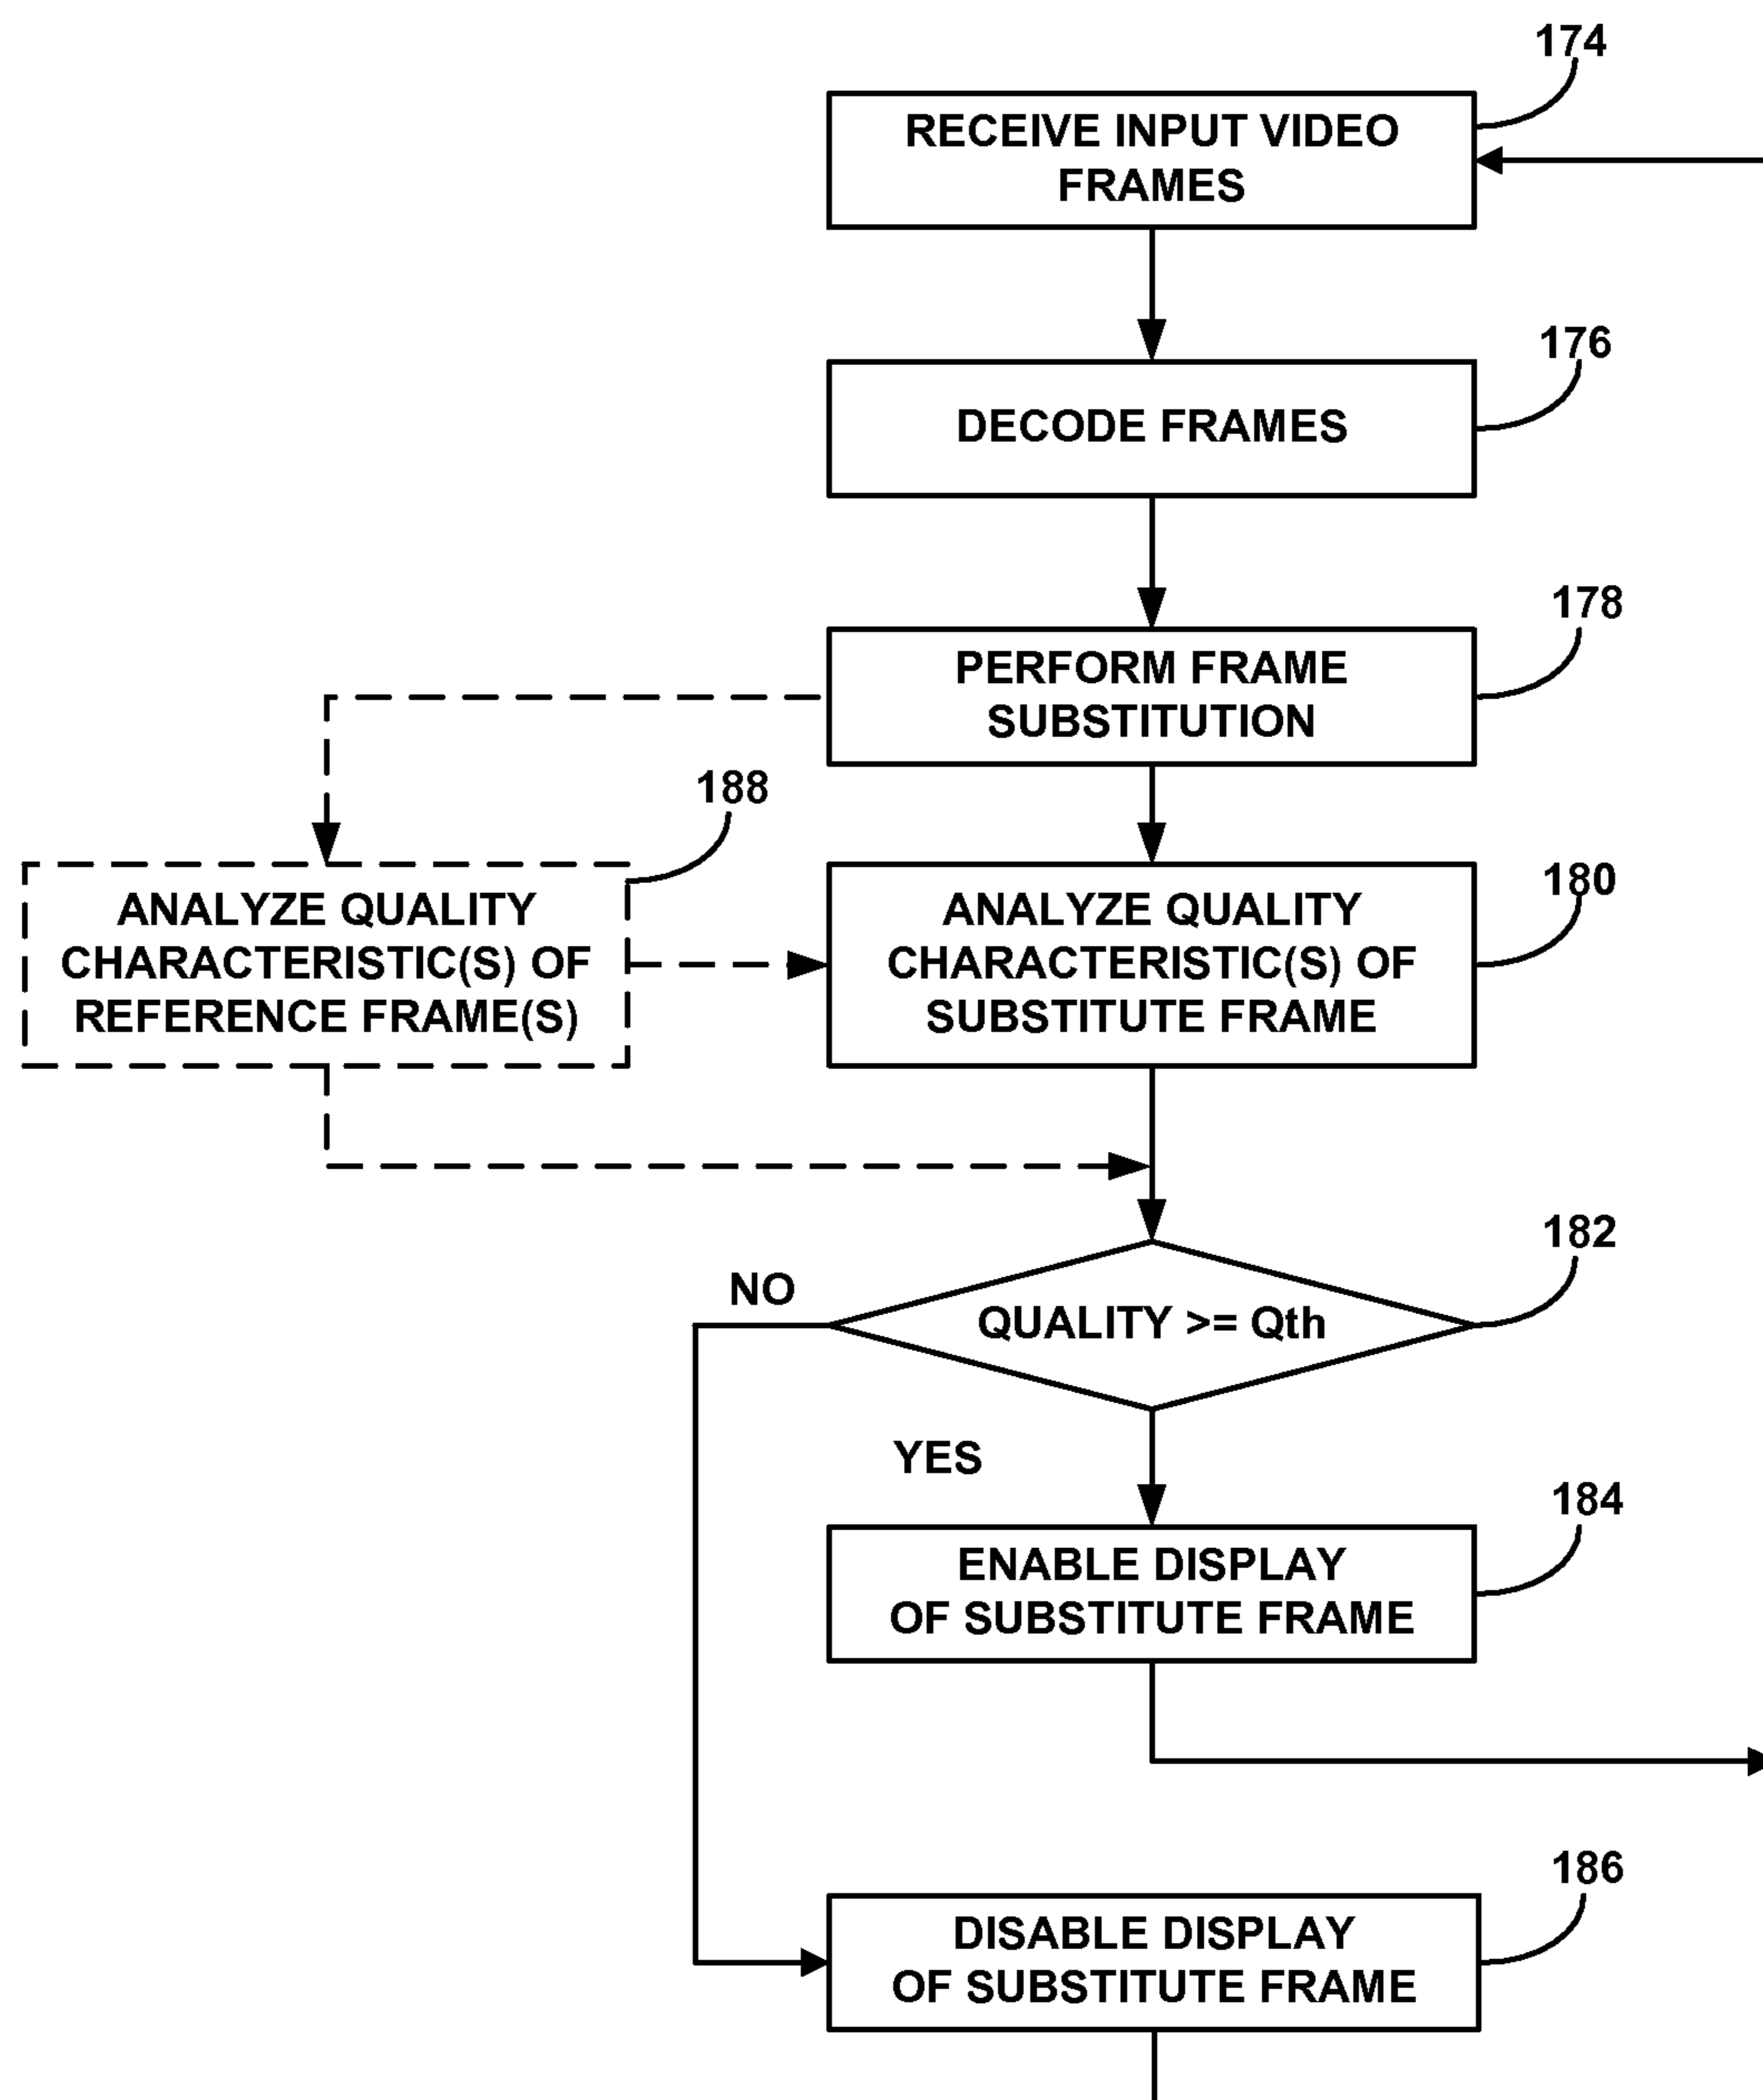 174
RECEIVE INPUT VIDEO
FRAMES
176
DECODE FRAMES
178
PERFORM FRAME
SUBSTITUTION
188
ANALYZE QUALITY
CHARACTERISTIC(S) OF
REFERENCE FRAME(S)
180
ANALYZE QUALITY
CHARACTERISTIC(S) OF
SUBSTITUTE FRAME
182
NO
QUALITY >= Qth
YES
184
ENABLE DISPLAY
OF SUBSTITUTE FRAME
186
DISABLE DISPLAY
OF SUBSTITUTE FRAME